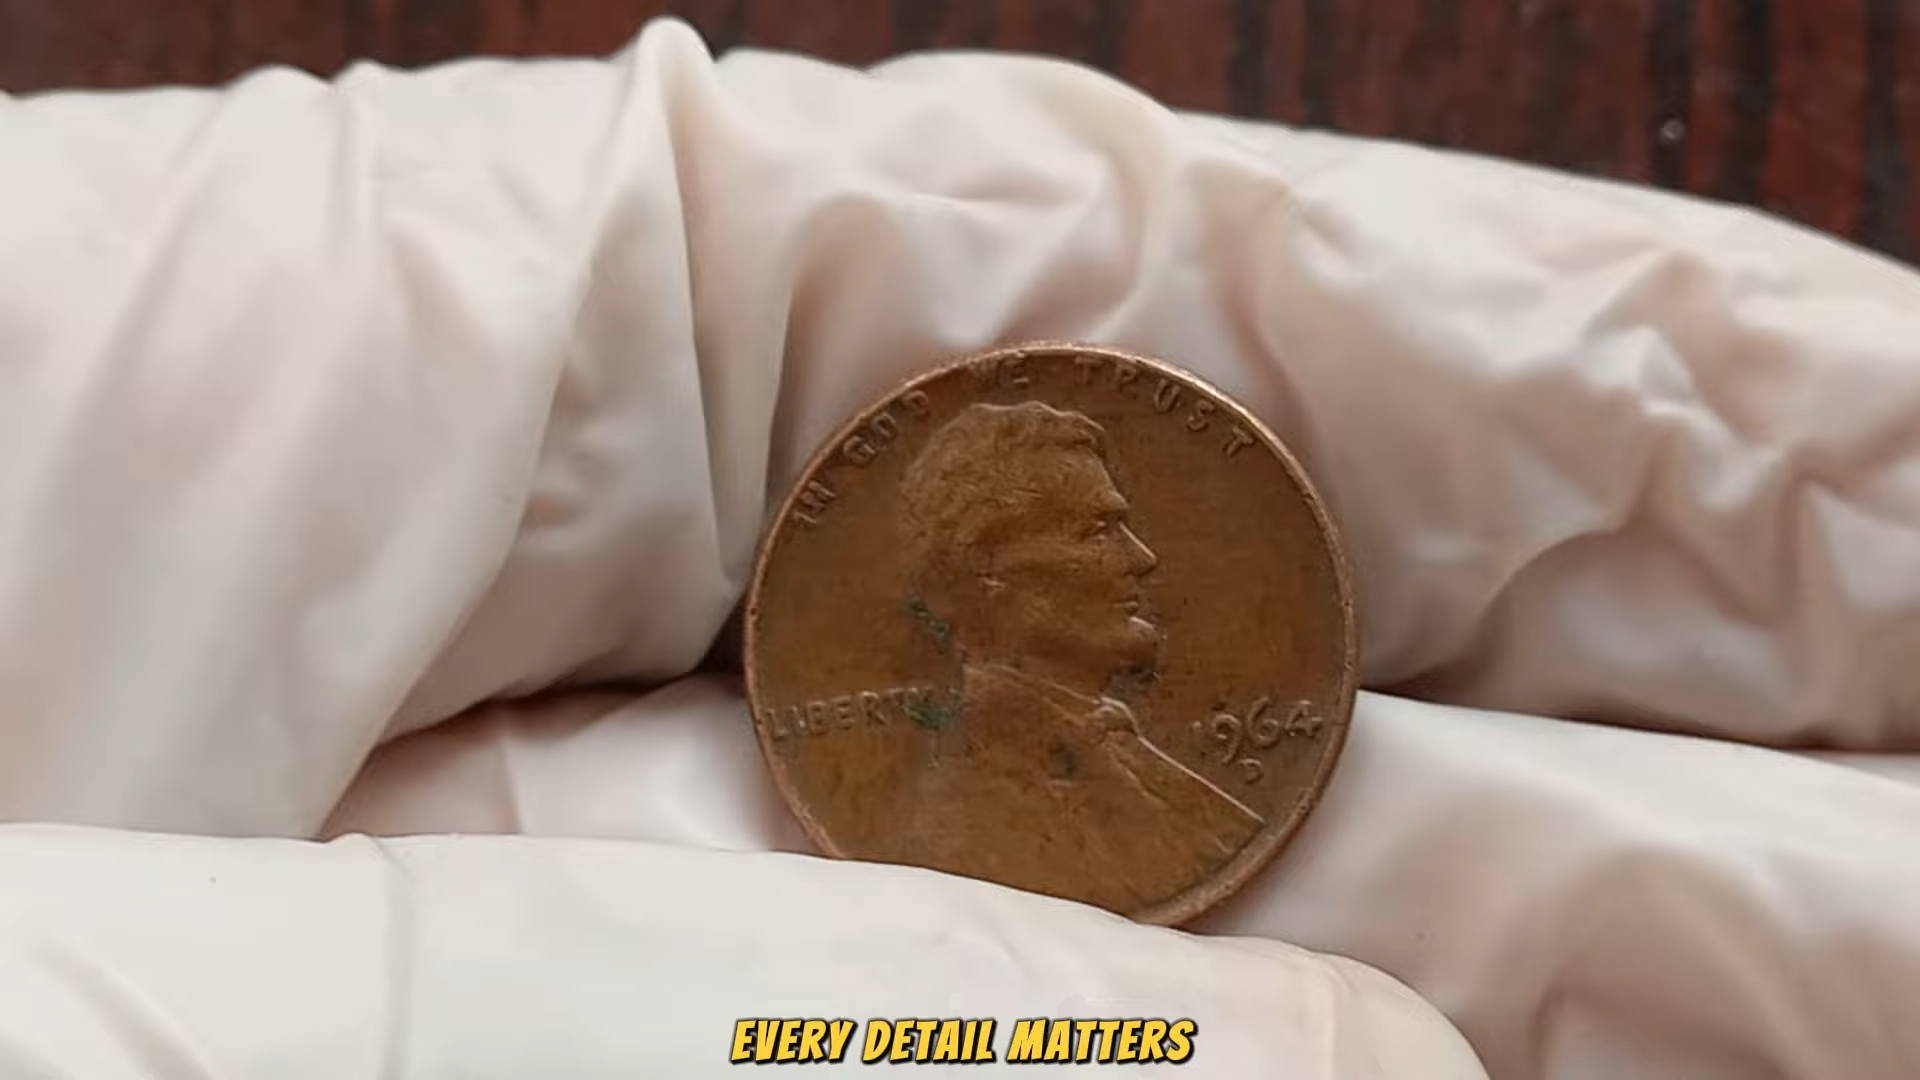 IN GOD WE TRUST
LIBERTY
1964
D
EVERY DETAIL MATTERS